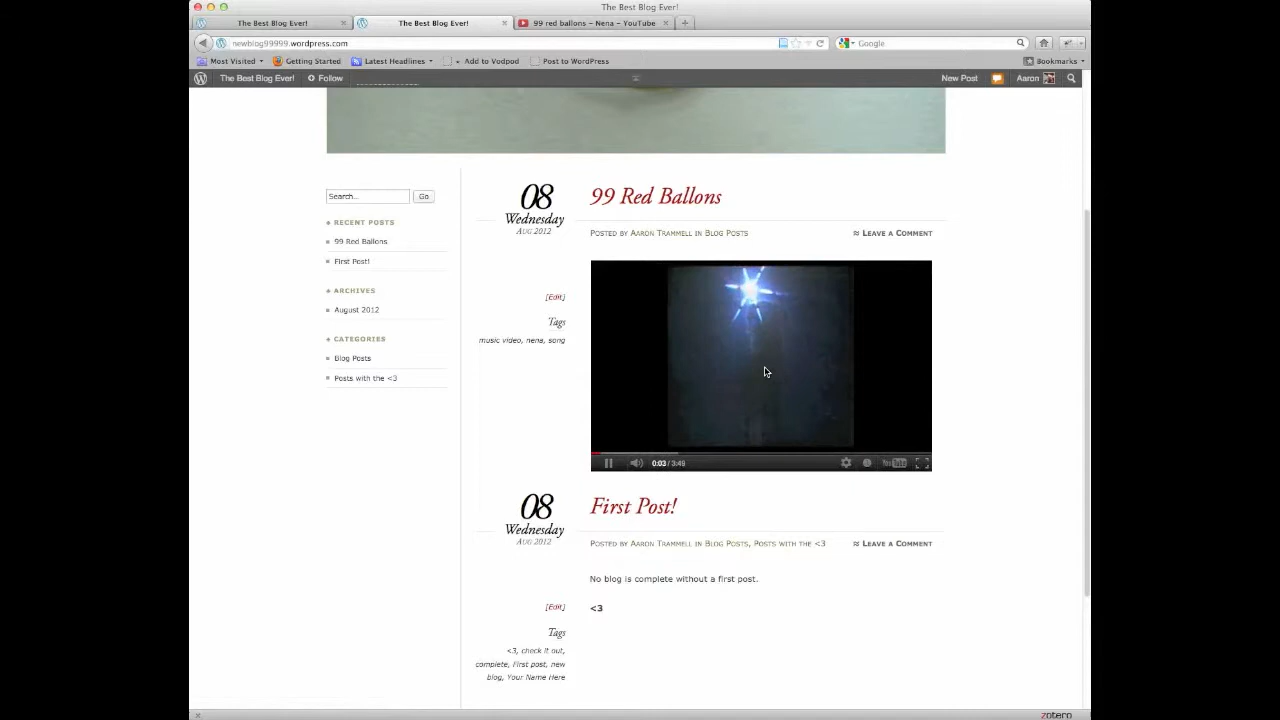 The Best Blog Ever!
The Best Blog Ever!
The Best Blog Ever!
99 red ballons – Nena – YouTube
newblog99999.wordpress.com
Google
Most Visited
Getting Started
Latest Headlines
Add to Vodpod
Post to WordPress
Bookmarks
The Best Blog Ever!
Follow
New Post
Aaron
Search...
Go
RECENT POSTS
99 Red Ballons
First Post!
ARCHIVES
August 2012
CATEGORIES
Blog Posts
Posts with the <3
08
Wednesday
AUG 2012
99 Red Ballons
POSTED BY AARON TRAMMELL IN BLOG POSTS
≈ LEAVE A COMMENT
[Edit]
Tags
music video, nena, song
0:03 / 3:49
You Tube
08
Wednesday
AUG 2012
First Post!
POSTED BY AARON TRAMMELL IN BLOG POSTS, POSTS WITH THE <3
≈ LEAVE A COMMENT
No blog is complete without a first post.
<3
[Edit]
Tags
<3, check it out,
complete, First post, new
blog, Your Name Here
zotero